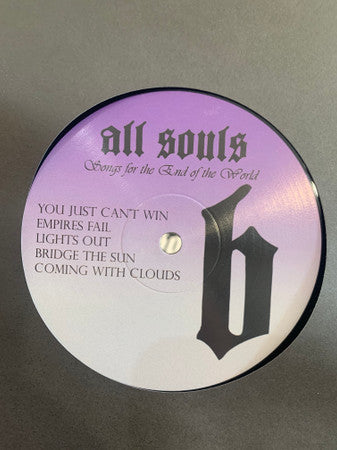 all souls
Songs for the End of the World
YOU JUST CAN'T WIN
EMPIRES FAIL
LIGHTS OUT
BRIDGE THE SUN
COMING WITH CLOUDS
b